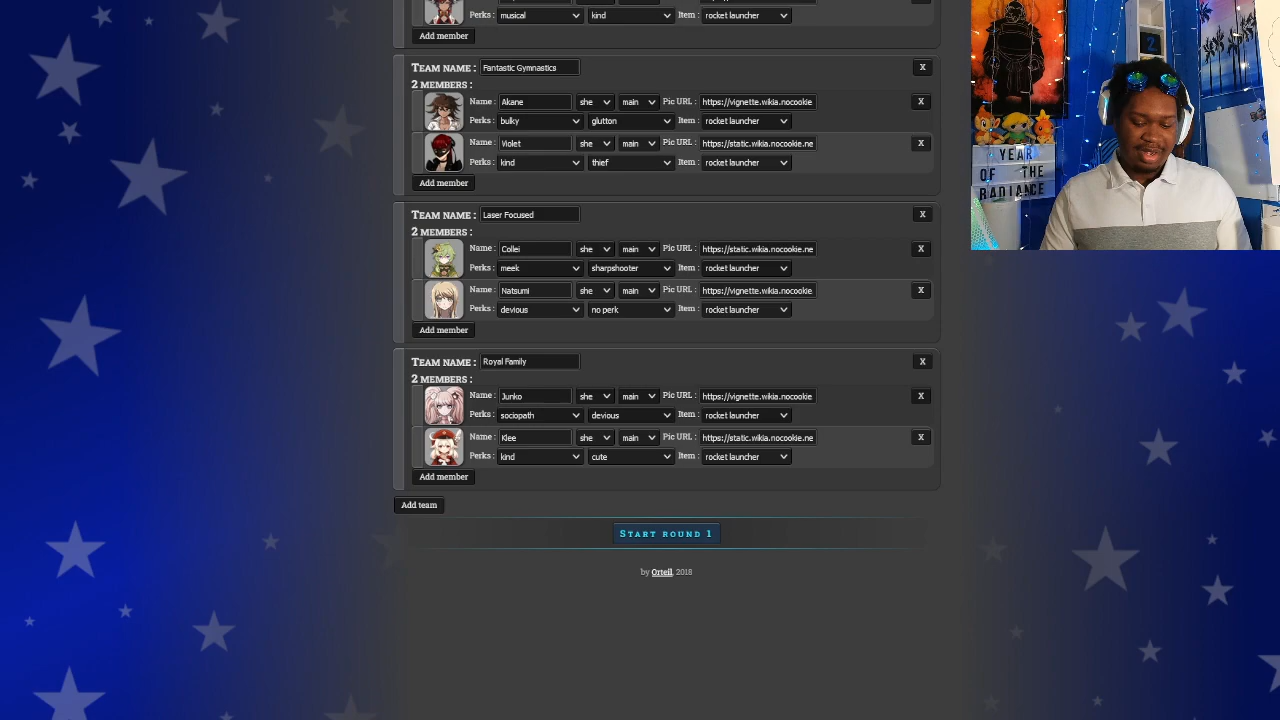 Perks : musical kind Item : rocket launcher
Add member
Team name : Fantastic Gymnastics X
2 members :
Name : Akane she main Pic URL : https://vignette.wikia.nocookie X
Perks : bulky glutton Item : rocket launcher
Name : Violet she main Pic URL : https://static.wikia.nocookie.ne X
Perks : kind thief Item : rocket launcher
Add member
Team name : Laser Focused X
2 members :
Name : Collei she main Pic URL : https://static.wikia.nocookie.ne X
Perks : meek sharpshooter Item : rocket launcher
Name : Natsumi she main Pic URL : https://vignette.wikia.nocookie X
Perks : devious no perk Item : rocket launcher
Add member
Team name : Royal Family X
2 members :
Name : Junko she main Pic URL : https://vignette.wikia.nocookie X
Perks : sociopath devious Item : rocket launcher
Name : Klee she main Pic URL : https://static.wikia.nocookie.ne X
Perks : kind cute Item : rocket launcher
Add member
Add team
Start round 1
by Orteil, 2018
2
YEAR
OF THE
RADIANCE